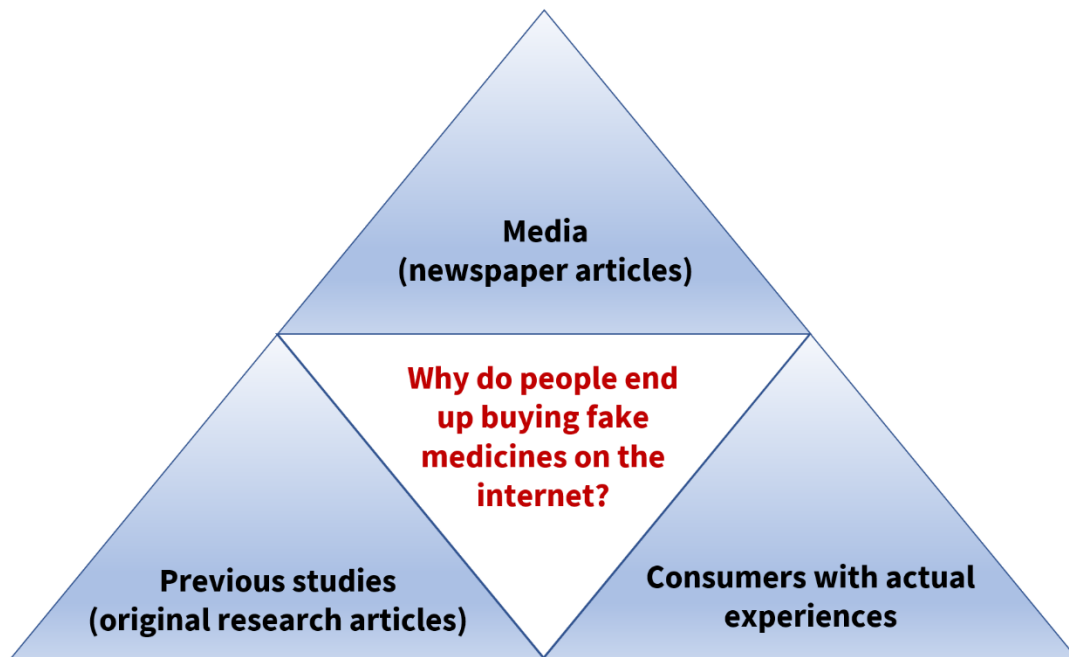 Media
(newspaper articles)
Why do people end
up buying fake
medicines on the
internet?
Previous studies
(original research articles)
Consumers with actual
experiences